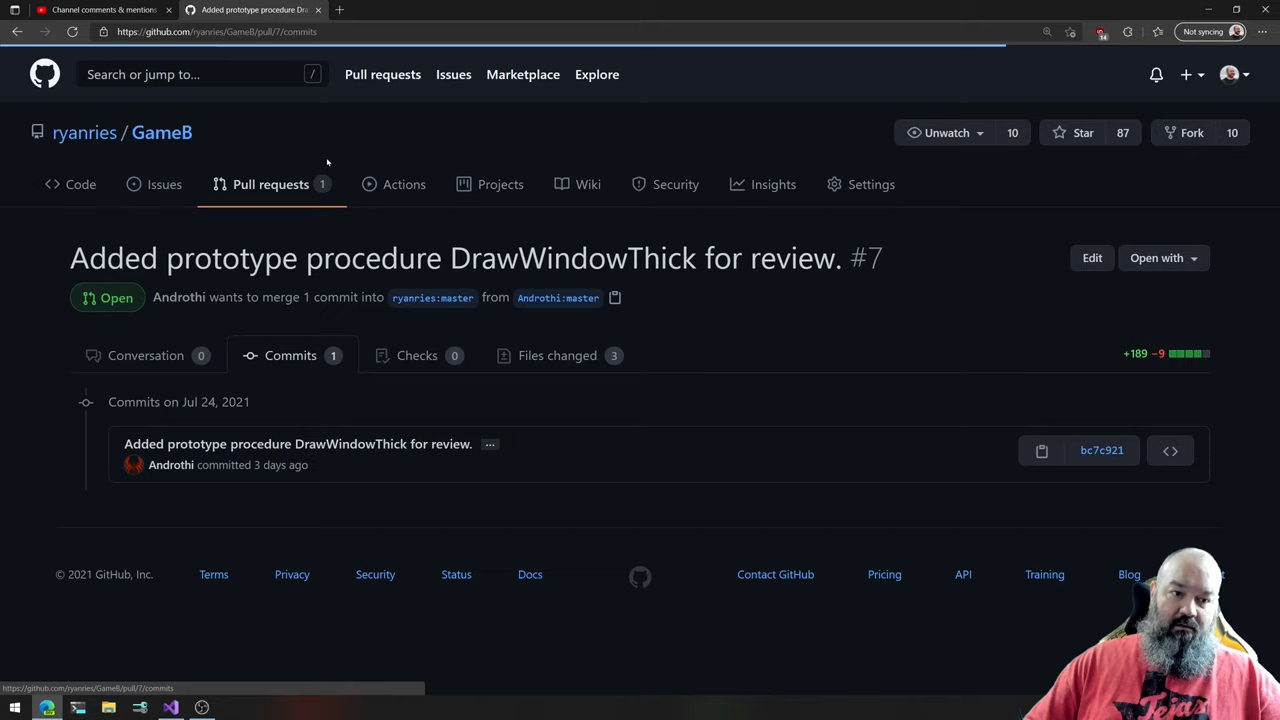 Channel comments & mentions
Added prototype procedure Dra
https://github.com/ryanries/GameB/pull/7/commits
14
Not syncing
Search or jump to...
/
Pull requests
Issues
Marketplace
Explore
ryanries / GameB
Unwatch 10
Star 87
Fork 10
Code
Issues
Pull requests 1
Actions
Projects
Wiki
Security
Insights
Settings
Added prototype procedure DrawWindowThick for review. #7
Edit
Open with
Open
Androthi wants to merge 1 commit into ryanries:master from Androthi:master
Conversation 0
Commits 1
Checks 0
Files changed 3
+189 −9
Commits on Jul 24, 2021
Added prototype procedure DrawWindowThick for review.
Androthi committed 3 days ago
bc7c921
© 2021 GitHub, Inc.
Terms
Privacy
Security
Status
Docs
Contact GitHub
Pricing
API
Training
Blog
https://github.com/ryanries/GameB/pull/7/commits